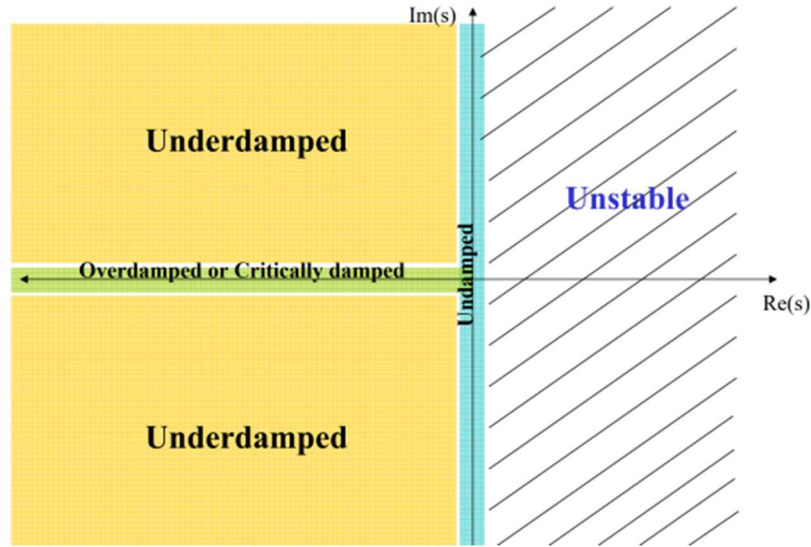 Im(s)
Underdamped
Unstable
Overdamped or Critically damped
Undamped
Re(s)
Underdamped